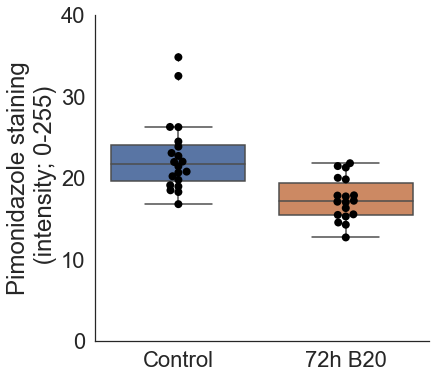 Pimonidazole staining
(intensity; 0-255)
40
30
20
10
0
Control
72h B20